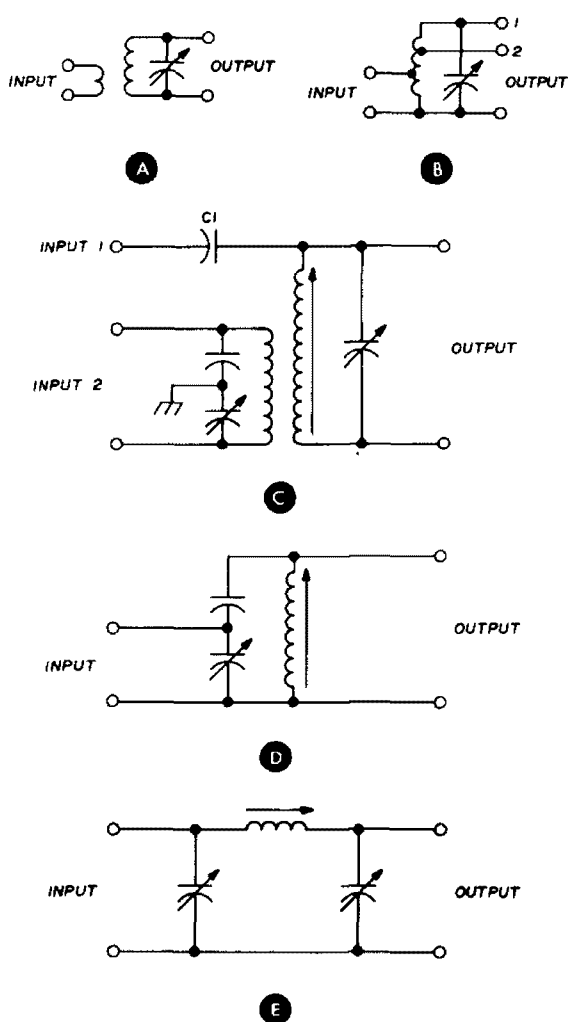 1
2
INPUT OUTPUT
INPUT OUTPUT
A
B
C1
INPUT 1
OUTPUT
INPUT 2
C
OUTPUT
INPUT
D
INPUT OUTPUT
E